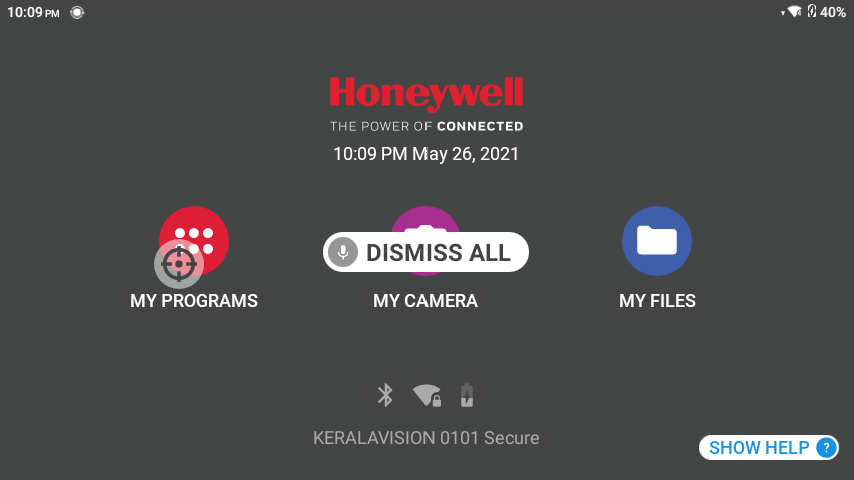 10:09 PM
40%
Honeywell
THE POWER OF CONNECTED
10:09 PM May 26, 2021
DISMISS ALL
MY PROGRAMS
MY CAMERA
MY FILES
KERALAVISION 0101 Secure
SHOW HELP ?